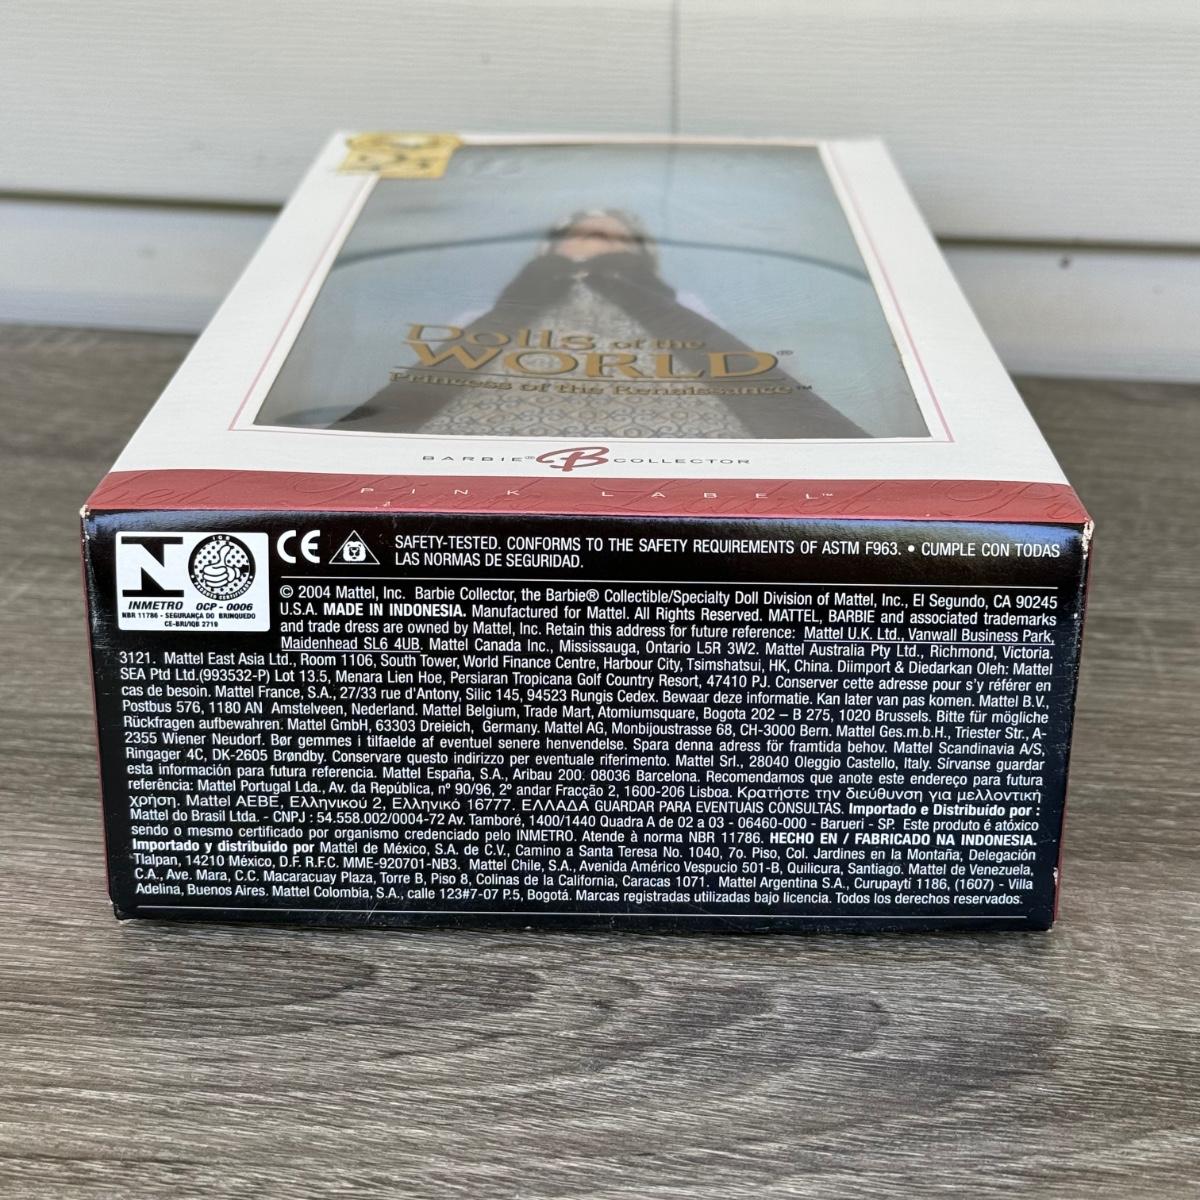 Dolls of the
WORLD®
Princess of the Renaissance™
BARBIE® B COLLECTOR
PINK LABEL™
N
INMETRO OCP - 0006
NBR 11786 - SEGURANÇA DO BRINQUEDO
CE-BRI/IQB 2719
CE
SAFETY-TESTED. CONFORMS TO THE SAFETY REQUIREMENTS OF ASTM F963. • CUMPLE CON TODAS
LAS NORMAS DE SEGURIDAD.
© 2004 Mattel, Inc. Barbie Collector, the Barbie® Collectible/Specialty Doll Division of Mattel, Inc., El Segundo, CA 90245
U.S.A. MADE IN INDONESIA. Manufactured for Mattel. All Rights Reserved. MATTEL, BARBIE and associated trademarks
and trade dress are owned by Mattel, Inc. Retain this address for future reference: Mattel U.K. Ltd., Vanwall Business Park,
Maidenhead SL6 4UB. Mattel Canada Inc., Mississauga, Ontario L5R 3W2. Mattel Australia Pty Ltd., Richmond, Victoria.
3121. Mattel East Asia Ltd., Room 1106, South Tower, World Finance Centre, Harbour City, Tsimshatsui, HK, China. Diimport & Diedarkan Oleh: Mattel
SEA Ptd Ltd.(993532-P) Lot 13.5, Menara Lien Hoe, Persiaran Tropicana Golf Country Resort, 47410 PJ. Conserver cette adresse pour s'y référer en
cas de besoin. Mattel France, S.A., 27/33 rue d'Antony, Silic 145, 94523 Rungis Cedex. Bewaar deze informatie. Kan later van pas komen. Mattel B.V.,
Postbus 576, 1180 AN Amstelveen, Nederland. Mattel Belgium, Trade Mart, Atomiumsquare, Bogota 202 – B 275, 1020 Brussels. Bitte für mögliche
Rückfragen aufbewahren. Mattel GmbH, 63303 Dreieich, Germany. Mattel AG, Monbijoustrasse 68, CH-3000 Bern. Mattel Ges.m.b.H., Triester Str., A-
2355 Wiener Neudorf. Bør gemmes i tilfaelde af eventuel senere henvendelse. Spara denna adress för framtida behov. Mattel Scandinavia A/S,
Ringager 4C, DK-2605 Brøndby. Conservare questo indirizzo per eventuale riferimento. Mattel Srl., 28040 Oleggio Castello, Italy. Sírvanse guardar
esta información para futura referencia. Mattel España, S.A., Aribau 200. 08036 Barcelona. Recomendamos que anote este endereço para futura
referência: Mattel Portugal Lda., Av. da República, nº 90/96, 2º andar Fracção 2, 1600-206 Lisboa. Κρατήστε την διεύθυνση για μελλοντική
χρήση. Mattel AEBE, Ελληνικού 2, Ελληνικό 16777. ΕΛΛΑΔΑ GUARDAR PARA EVENTUAIS CONSULTAS. Importado e Distribuído por :
Mattel do Brasil Ltda. - CNPJ : 54.558.002/0004-72 Av. Tamboré, 1400/1440 Quadra A de 02 a 03 - 06460-000 - Barueri - SP. Este produto é atóxico
sendo o mesmo certificado por organismo credenciado pelo INMETRO. Atende à norma NBR 11786. HECHO EN / FABRICADO NA INDONESIA.
Importado y distribuido por Mattel de México, S.A. de C.V., Camino a Santa Teresa No. 1040, 7o. Piso, Col. Jardines en la Montaña, Delegación
Tlalpan, 14210 México, D.F. R.F.C. MME-920701-NB3. Mattel Chile, S.A., Avenida Américo Vespucio 501-B, Quilicura, Santiago. Mattel de Venezuela,
C.A., Ave. Mara, C.C. Macaracuay Plaza, Torre B, Piso 8, Colinas de la California, Caracas 1071. Mattel Argentina S.A., Curupaytí 1186, (1607) - Villa
Adelina, Buenos Aires. Mattel Colombia, S.A., calle 123#7-07 P.5, Bogotá. Marcas registradas utilizadas bajo licencia. Todos los derechos reservados.